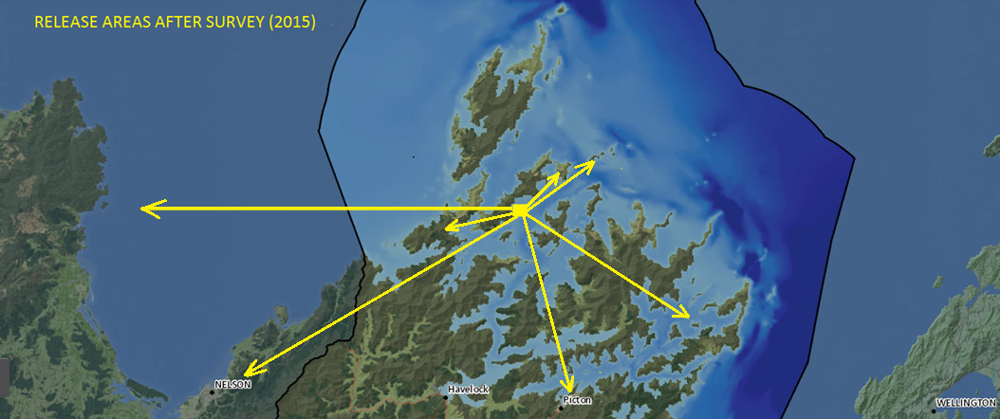 RELEASE AREAS AFTER SURVEY (2015)
NELSON
Havelock
Picton
WELLINGTON